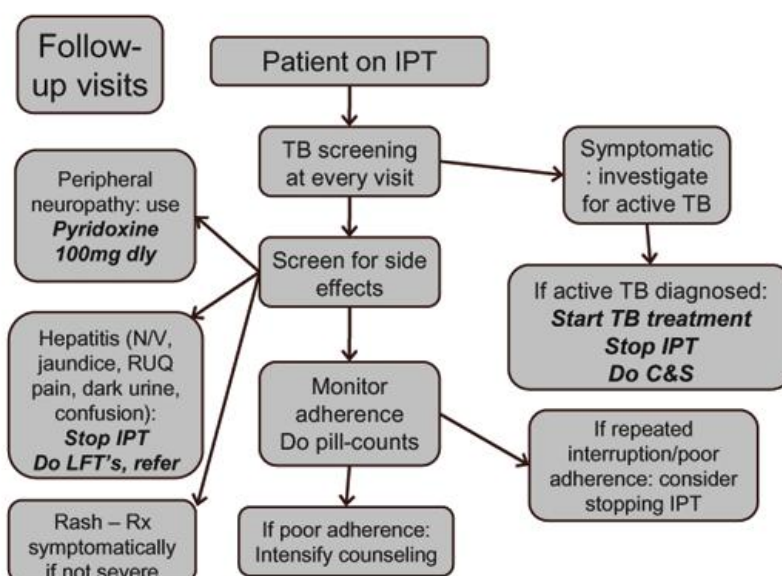 Follow-
up visits
Patient on IPT
TB screening
at every visit
Symptomatic
: investigate
for active TB
Peripheral
neuropathy: use
Pyridoxine
100mg dly
Screen for side
effects
If active TB diagnosed:
Start TB treatment
Stop IPT
Do C&S
Hepatitis (N/V,
jaundice, RUQ
pain, dark urine,
confusion):
Stop IPT
Do LFT's, refer
Monitor
adherence
Do pill-counts
If repeated
interruption/poor
adherence: consider
stopping IPT
Rash – Rx
symptomatically
if not severe
If poor adherence:
Intensify counseling